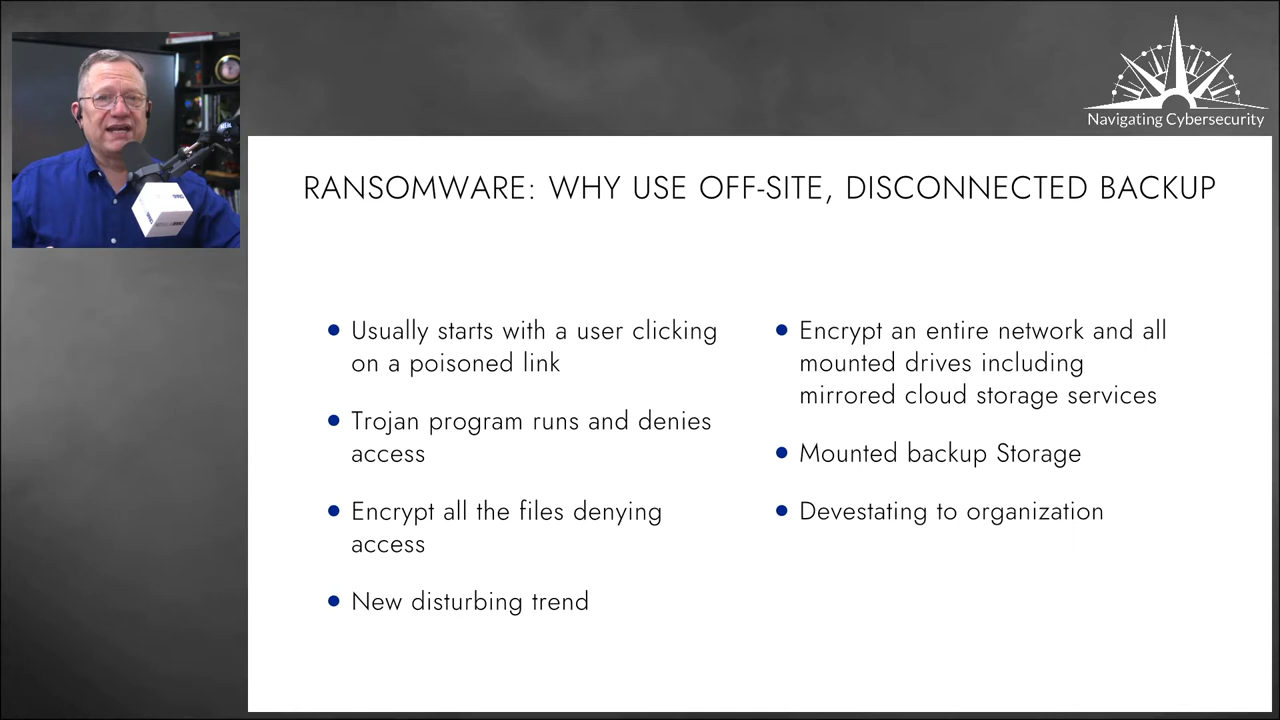 Navigating Cybersecurity
RANSOMWARE: WHY USE OFF-SITE, DISCONNECTED BACKUP
Usually starts with a user clicking
on a poisoned link
Trojan program runs and denies
access
Encrypt all the files denying
access
New disturbing trend
Encrypt an entire network and all
mounted drives including
mirrored cloud storage services
Mounted backup Storage
Devestating to organization